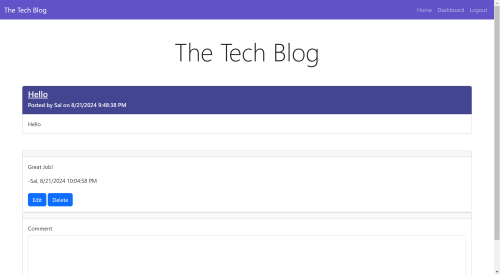 The Tech Blog
Home Dashboard Logout
The Tech Blog
Hello
Posted by Sal on 8/21/2024 9:48:38 PM
Hello
Great Job!
-Sal, 8/21/2024 10:04:58 PM
Edit Delete
Comment